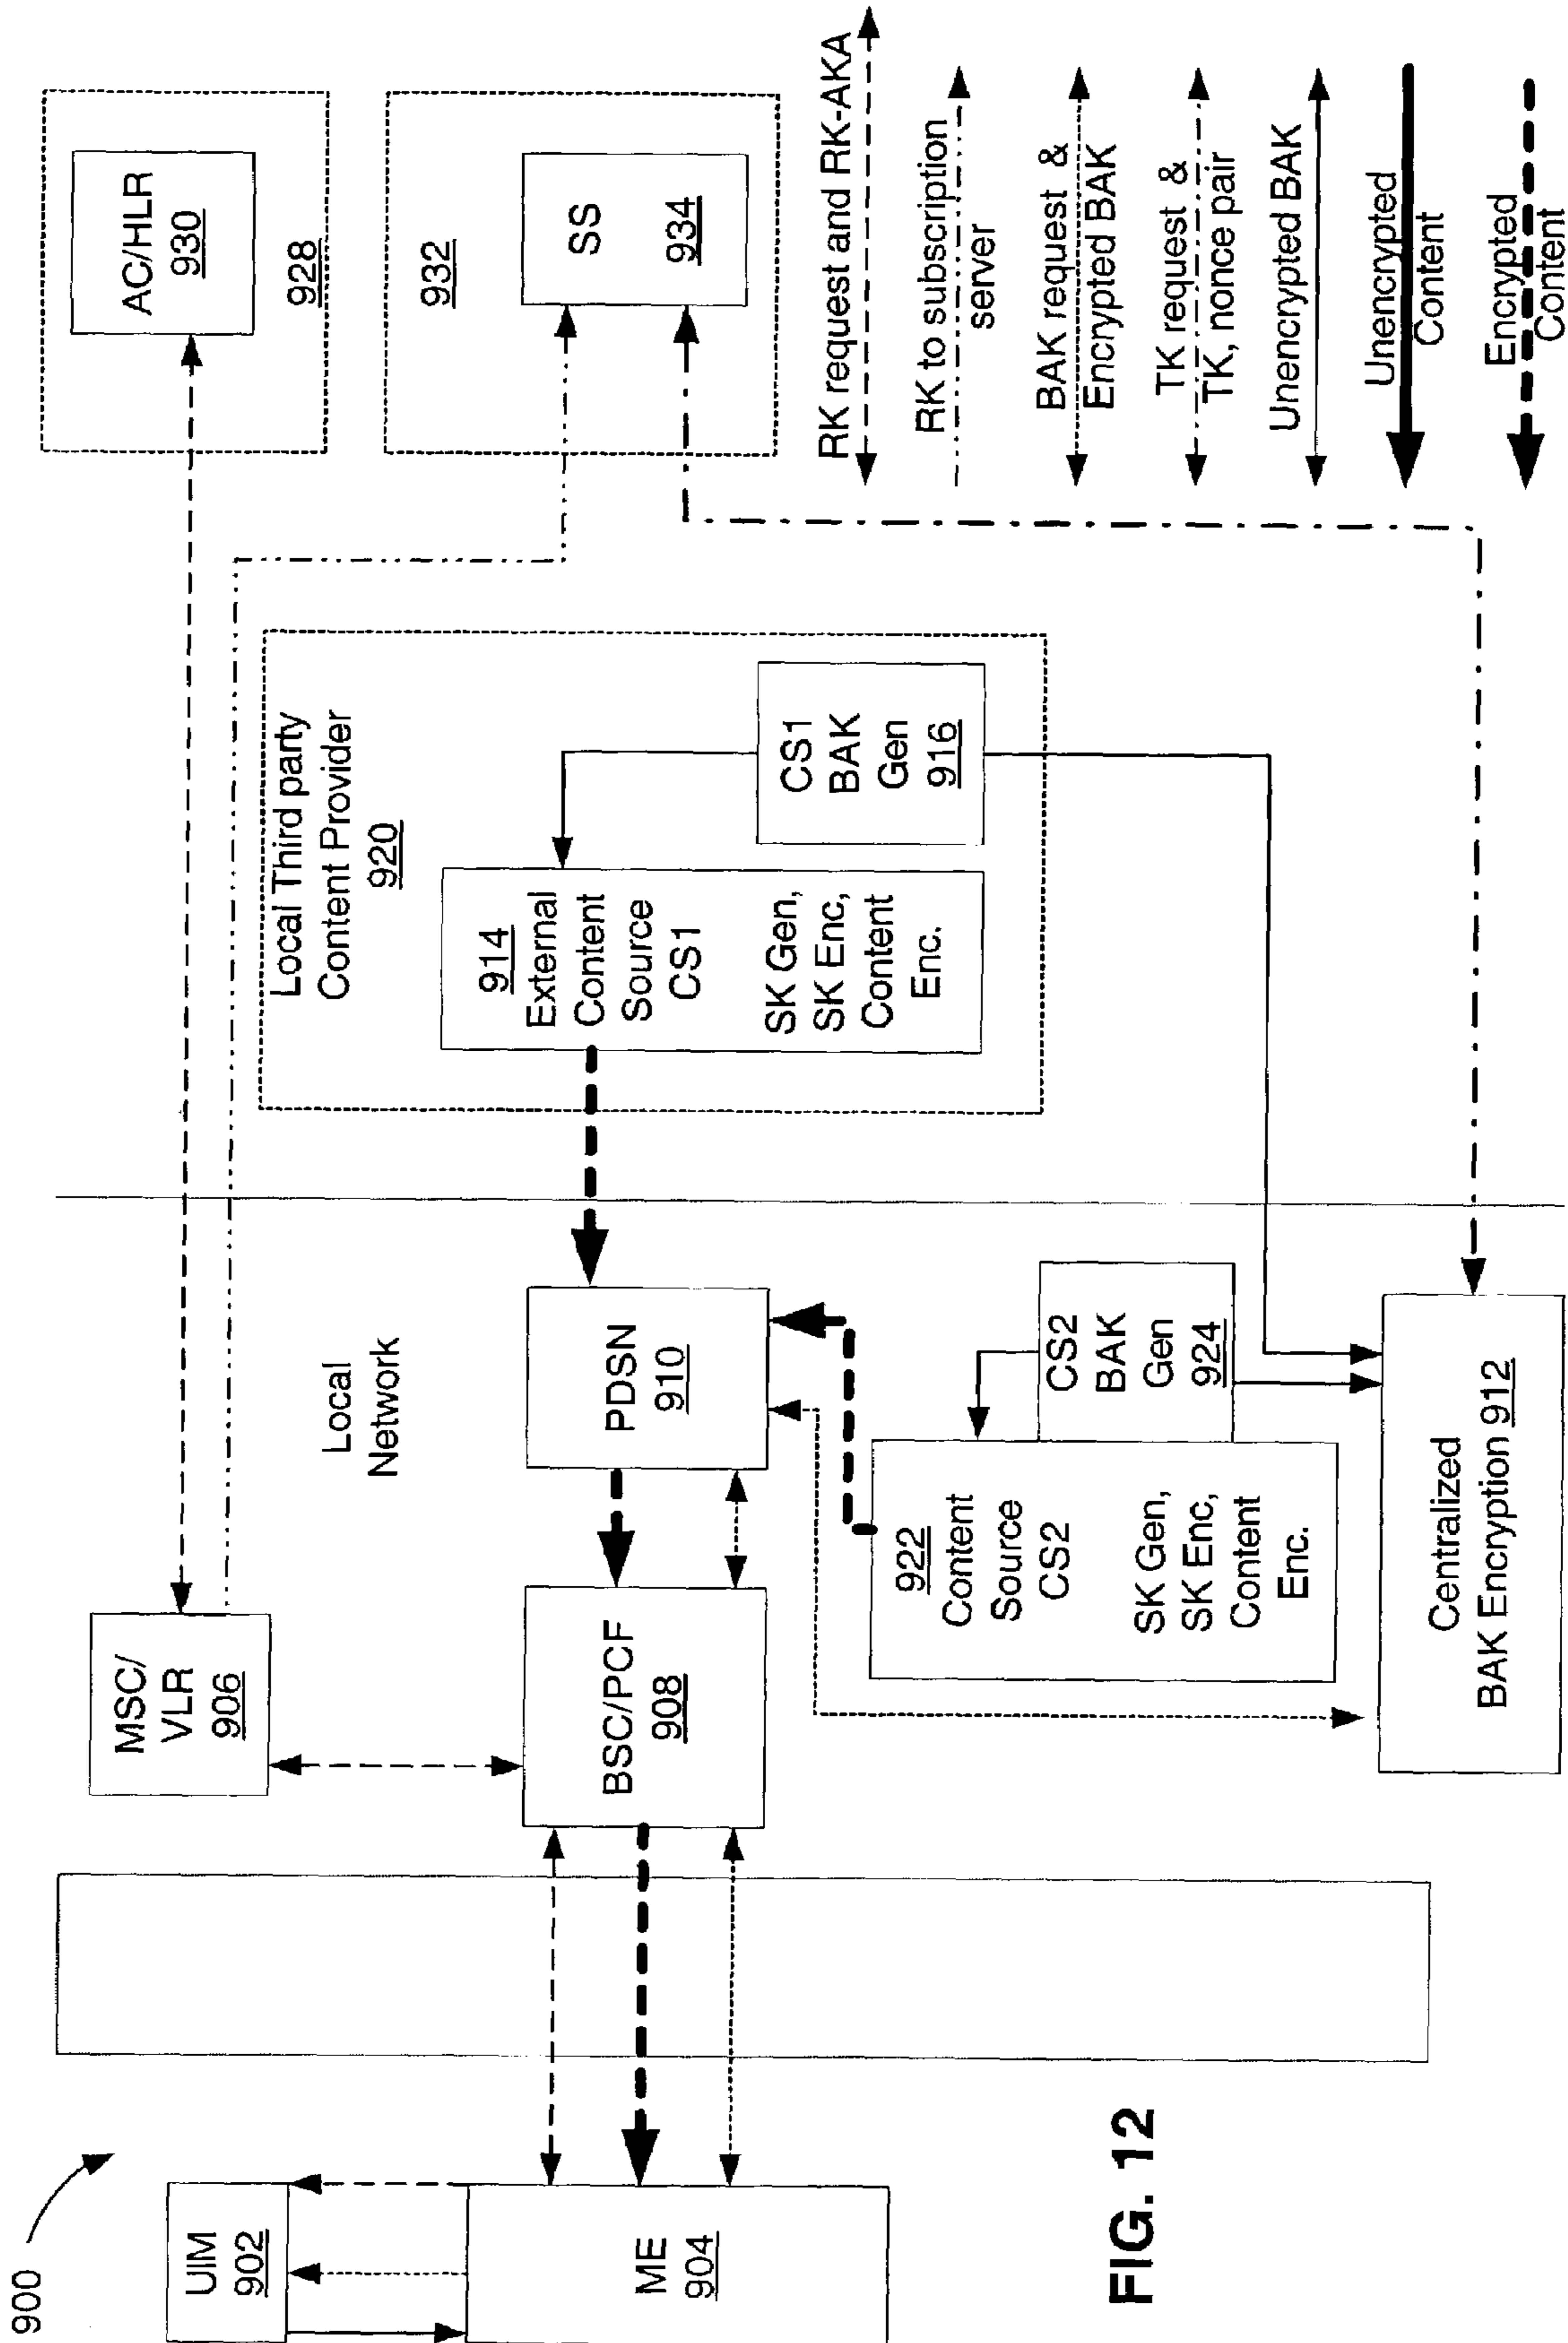 900
UIM
902
ME
904
MSC/
VLR
906
BSC/PCF
908
Local
Network
PDSN
910
922
Content
Source
CS2
SK Gen,
SK Enc,
Content
Enc.
CS2
BAK
Gen
924
Centralized
BAK Encryption 912
Local Third party
Content Provider
920
914
External
Content
Source
CS1
SK Gen,
SK Enc,
Content
Enc.
CS1
BAK
Gen
916
AC/HLR
930
928
932
SS
934
RK request and RK-AKA
RK to subscription
server
BAK request &
Encrypted BAK
TK request &
TK, nonce pair
Unencrypted BAK
Unencrypted
Content
Encrypted
Content
FIG. 12